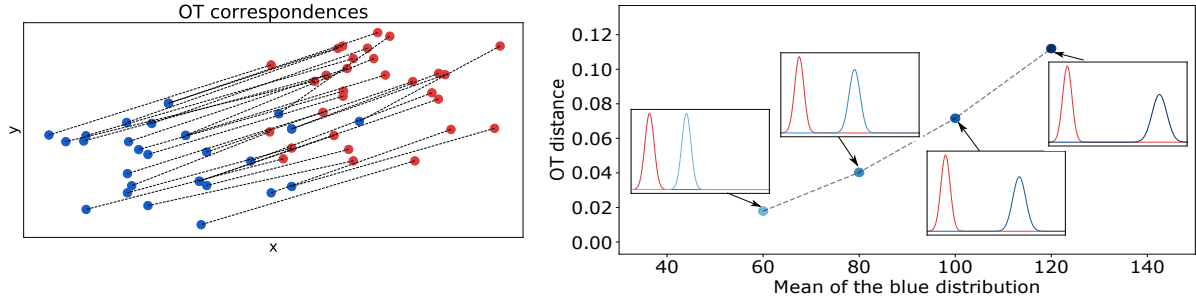 OT correspondences
y
x
OT distance
0.12
0.10
0.08
0.06
0.04
0.02
0.00
40 60 80 100 120 140
Mean of the blue distribution